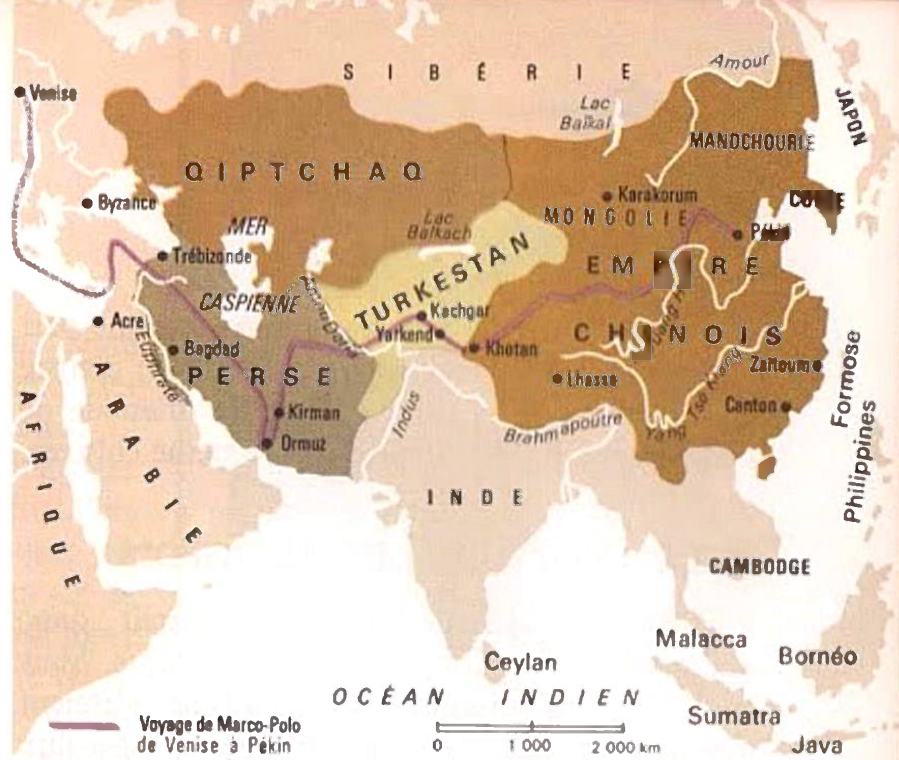 SIBÉRIE
Amour
Venise
Lac
Baïkal
JAPON
MANDCHOURIE
QIPTCHAQ
Karakorum
Byzance
MONGOLIE
Lac
Balkach
MER
CASPIENNE
Trébizonde
TURKESTAN
EMPIRE
CHINOIS
Kachgar
Yarkend
Khotan
Acre
Bagdad
Euphrate
PERSE
Lhassa
Zaïtoum
Yang Tse Kiang
Canton
Formose
Philippines
Kirman
Ormuz
Indus
Brahmapoutre
ARABIE
AFRIQUE
INDE
CAMBODGE
Malacca
Bornéo
Ceylan
OCÉAN INDIEN
Sumatra
Java
Voyage de Marco-Polo
de Venise à Pékin
0 1 000 2 000 km